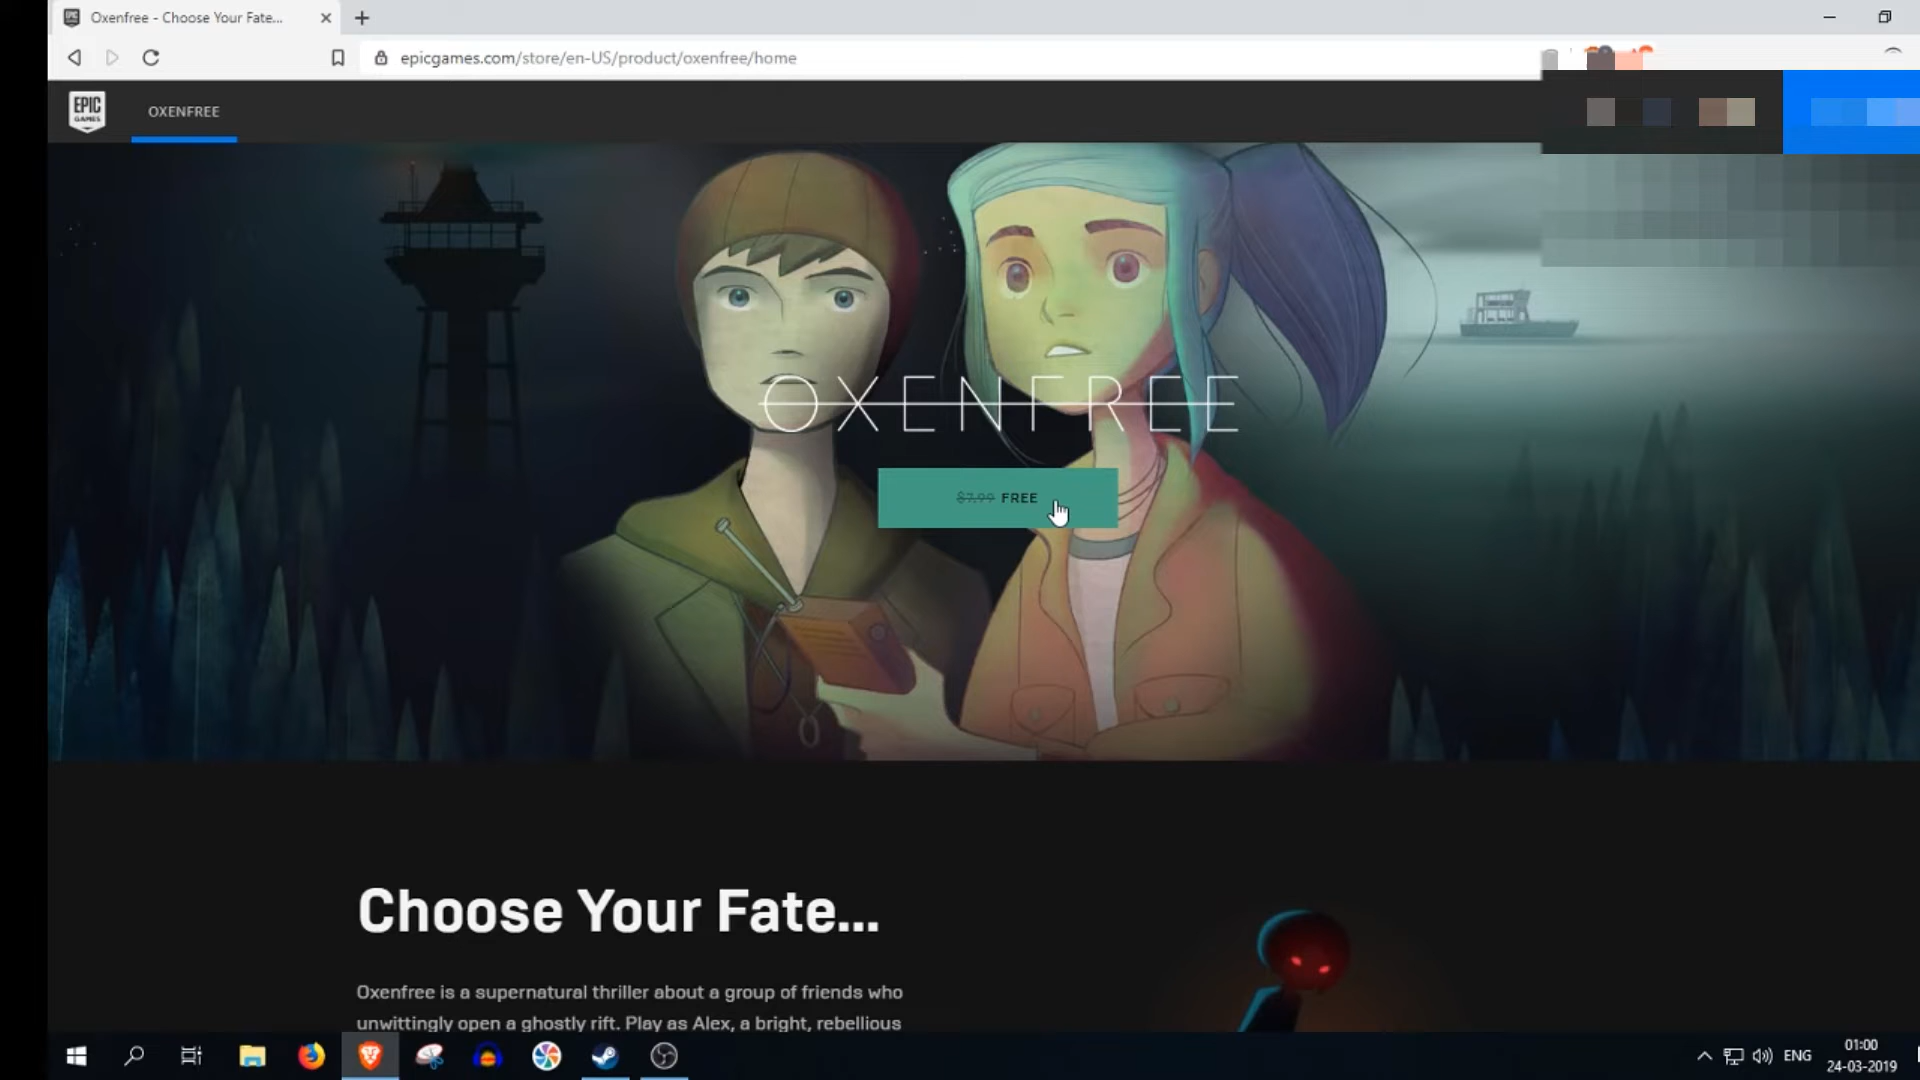 Oxenfree - Choose Your Fate...
epicgames.com/store/en-US/product/oxenfree/home
EPIC
GAMES
OXENFREE
OXENFREE
$7.99 FREE
Choose Your Fate...
Oxenfree is a supernatural thriller about a group of friends who
unwittingly open a ghostly rift. Play as Alex, a bright, rebellious
ENG
01:00
24-03-2019